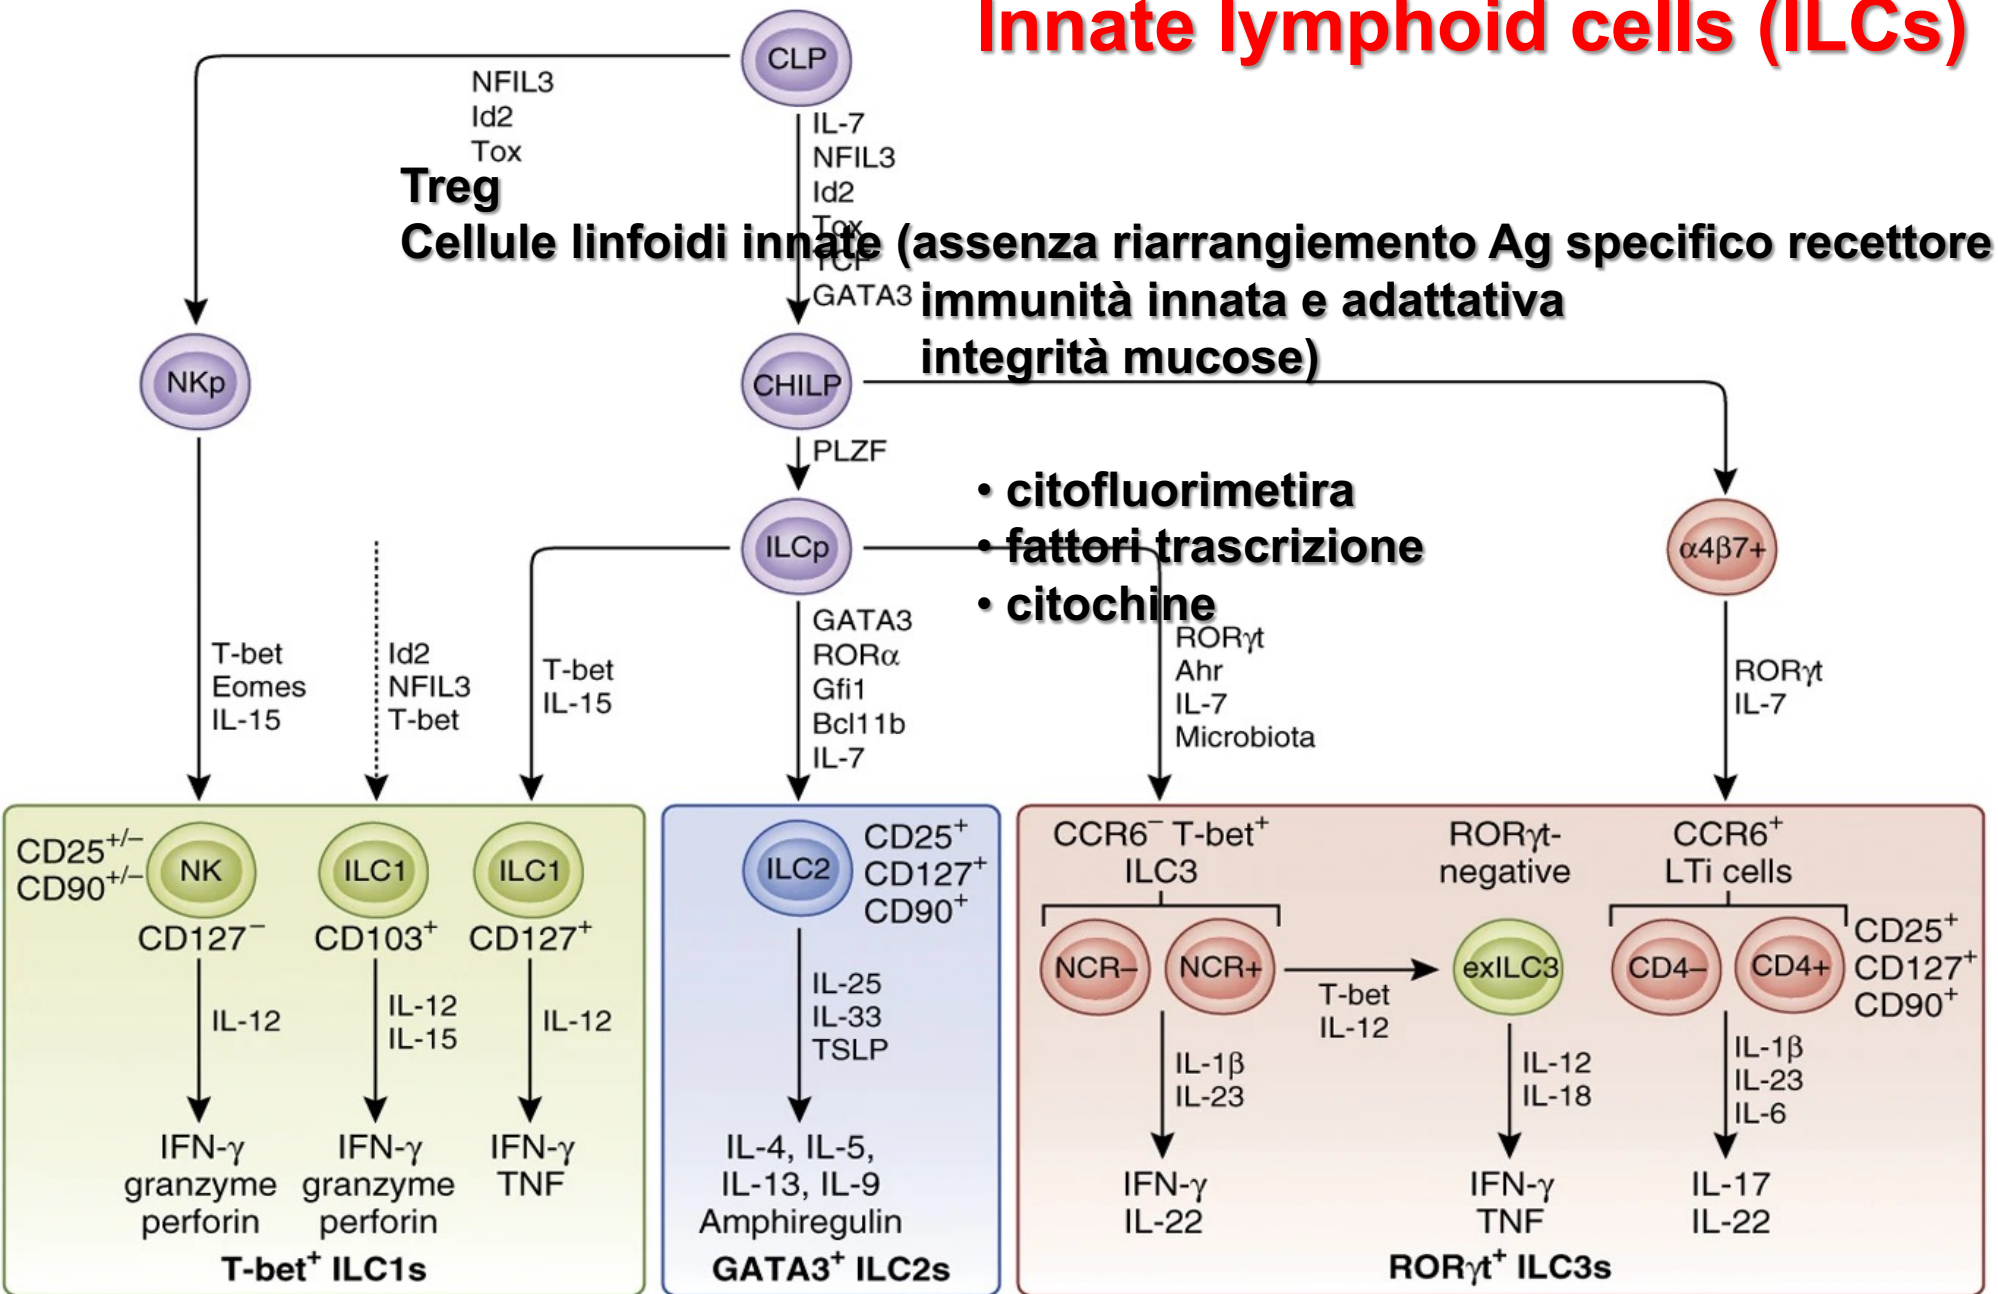 Innate lymphoid cells (ILCs)
CLP
NFIL3
Id2
Tox
IL-7
NFIL3
Id2
Tox
TCF
GATA3
Treg
Cellule linfoidi innate (assenza riarrangiemento Ag specifico recettore
immunità innata e adattativa
integrità mucose)
NKp
CHILP
PLZF
• citofluorimetira
• fattori trascrizione
• citochine
ILCp
α4β7+
T-bet
Eomes
IL-15
Id2
NFIL3
T-bet
T-bet
IL-15
GATA3
RORα
Gfi1
Bcl11b
IL-7
RORγt
Ahr
IL-7
Microbiota
RORγt
IL-7
CD25+/–
CD90+/–
NK
CD127–
IL-12
IFN-γ
granzyme
perforin
ILC1
CD103+
IL-12
IL-15
IFN-γ
granzyme
perforin
ILC1
CD127+
IL-12
IFN-γ
TNF
T-bet+ ILC1s
ILC2
CD25+
CD127+
CD90+
IL-25
IL-33
TSLP
IL-4, IL-5,
IL-13, IL-9
Amphiregulin
GATA3+ ILC2s
CCR6– T-bet+
ILC3
NCR–
NCR+
IL-1β
IL-23
IFN-γ
IL-22
T-bet
IL-12
RORγt-
negative
exILC3
IL-12
IL-18
IFN-γ
TNF
CCR6+
LTi cells
CD4–
CD4+
CD25+
CD127+
CD90+
IL-1β
IL-23
IL-6
IL-17
IL-22
RORγt+ ILC3s